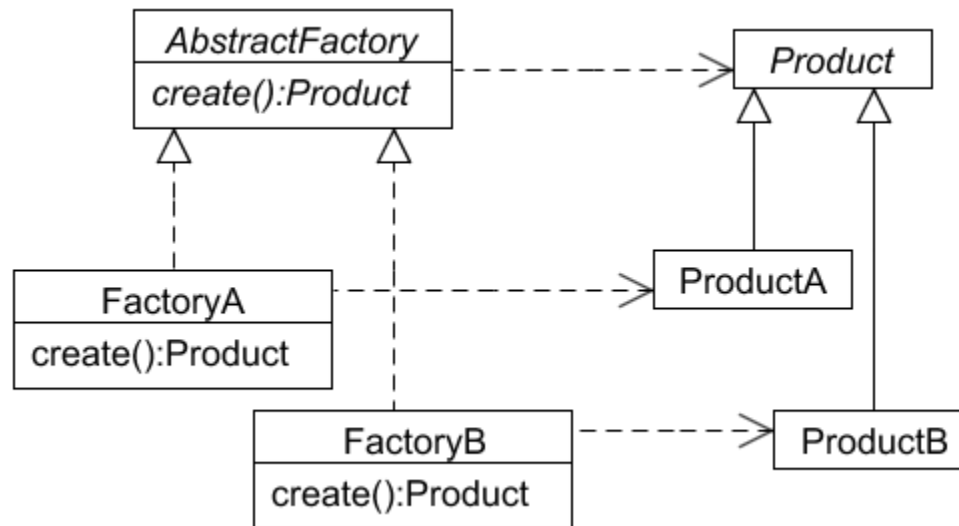 AbstractFactory
create():Product
Product
FactoryA
create():Product
ProductA
FactoryB
create():Product
ProductB